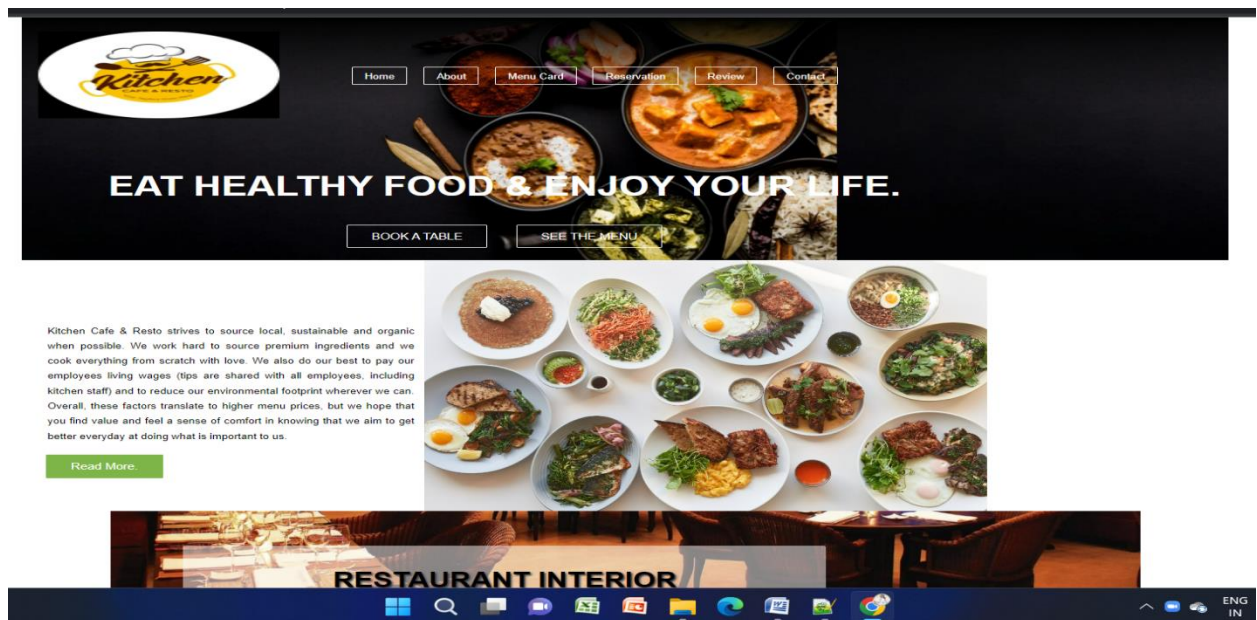 Kitchen
CAFE & RESTO
Home About Menu Card Reservation Review Contact
EAT HEALTHY FOOD & ENJOY YOUR LIFE.
BOOK A TABLE SEE THE MENU
Kitchen Cafe & Resto strives to source local, sustainable and organic
when possible. We work hard to source premium ingredients and we
cook everything from scratch with love. We also do our best to pay our
employees living wages (tips are shared with all employees, including
kitchen staff) and to reduce our environmental footprint wherever we can.
Overall, these factors translate to higher menu prices, but we hope that
you find value and feel a sense of comfort in knowing that we aim to get
better everyday at doing what is important to us.
Read More.
RESTAURANT INTERIOR
ENG
IN